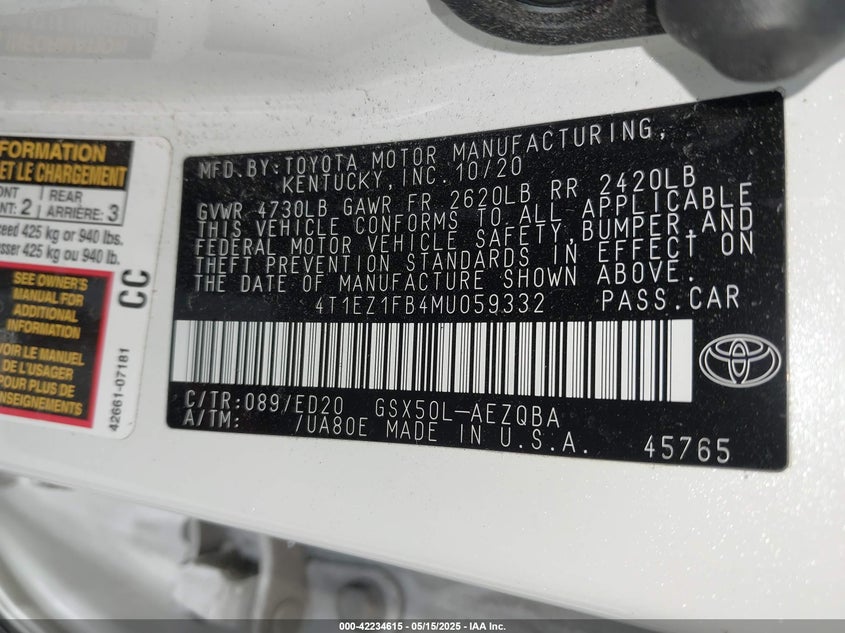 FORMATION
ET LE CHARGEMENT
REAR
2
ARRIÈRE: 3
425 kg or 940 lbs.
425 kg ou 940 lb.
SEE OWNER'S
MANUAL FOR
ADDITIONAL
INFORMATION
VOIR LE MANUEL
POUR PLUS DE
42661-07181
CC
MFD. BY: TOYOTA MOTOR MANUFACTURING,
KENTUCKY, INC. 10/20
GVWR 4730LB GAWR FR 2620LB RR 2420LB
THIS VEHICLE CONFORMS TO ALL APPLICABLE
FEDERAL MOTOR VEHICLE SAFETY, BUMPER, AND
THEFT PREVENTION STANDARDS IN EFFECT ON
THE DATE OF MANUFACTURE SHOWN ABOVE.
4T1EZ1FB4MU059332 PASS.CAR
C/TR: 089/ED20 GSX50L-AEZQBA
A/TM: /UA80E MADE IN U.S.A. 45765
000-42234615 - 05/15/2025 - IAA Inc.